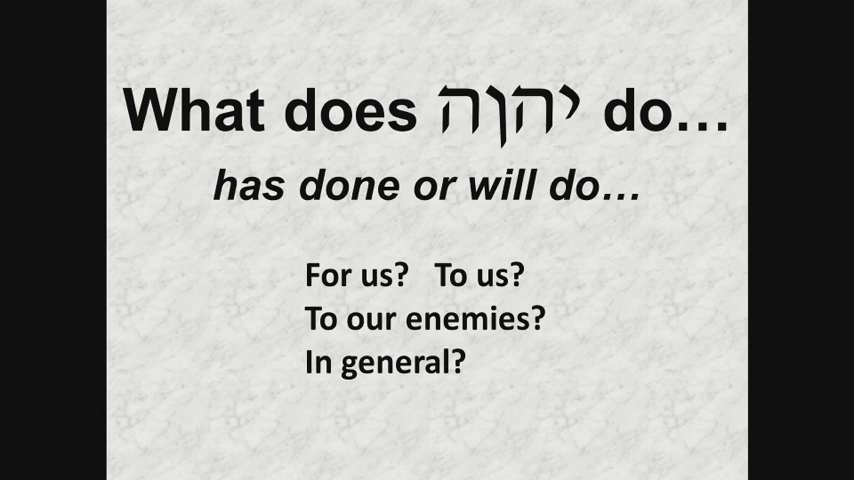 What does יהוה do…
has done or will do…
For us? To us?
To our enemies?
In general?